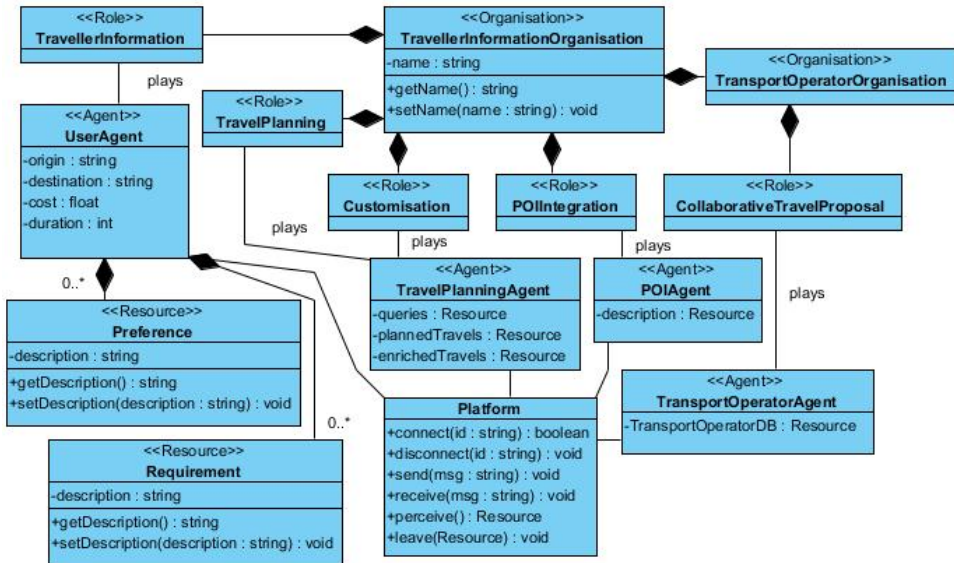 <<Role>>
TravellerInformation
<<Organisation>>
TravellerInformationOrganisation
-name : string
+getName() : string
+setName(name : string) : void
<<Organisation>>
TransportOperatorOrganisation
plays
<<Role>>
TravelPlanning
<<Agent>>
UserAgent
-origin : string
-destination : string
-cost : float
-duration : int
<<Role>>
Customisation
<<Role>>
POIIntegration
<<Role>>
CollaborativeTravelProposal
plays
plays
plays
plays
<<Agent>>
TravelPlanningAgent
-queries : Resource
-plannedTravels : Resource
-enrichedTravels : Resource
<<Agent>>
POIAgent
-description : Resource
0..*
<<Resource>>
Preference
-description : string
+getDescription() : string
+setDescription(description : string) : void
<<Agent>>
TransportOperatorAgent
-TransportOperatorDB : Resource
Platform
+connect(id : string) : boolean
+disconnect(id : string) : void
+send(msg : string) : void
+receive(msg : string) : void
+perceive() : Resource
+leave(Resource) : void
0..*
<<Resource>>
Requirement
-description : string
+getDescription() : string
+setDescription(description : string) : void